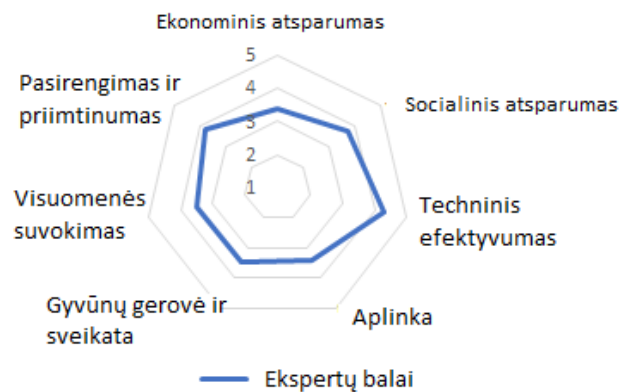 Ekonominis atsparumas
5
4
3
2
1
Socialinis atsparumas
Techninis
efektyvumas
Aplinka
Gyvūnų gerovė ir
sveikata
Visuomenės
suvokimas
Pasirengimas ir
priimtinumas
Ekspertų balai